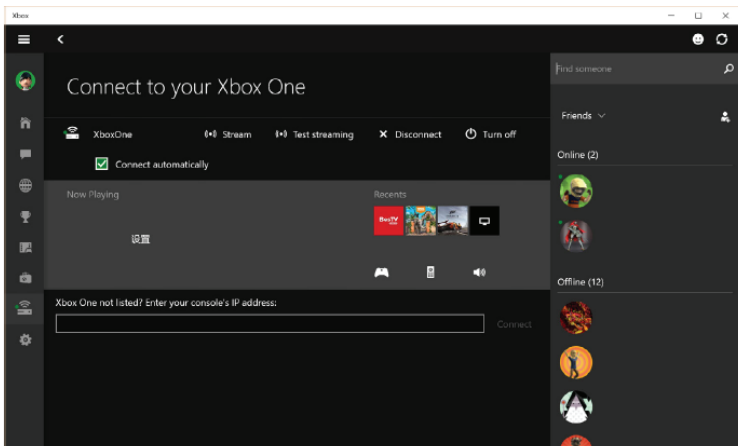 Xbox
Connect to your Xbox One
XboxOne
Stream
Test streaming
Disconnect
Turn off
Connect automatically
Now Playing
设置
Recents
Xbox One not listed? Enter your console's IP address:
Connect
Find someone
Friends
Online (2)
Offline (12)